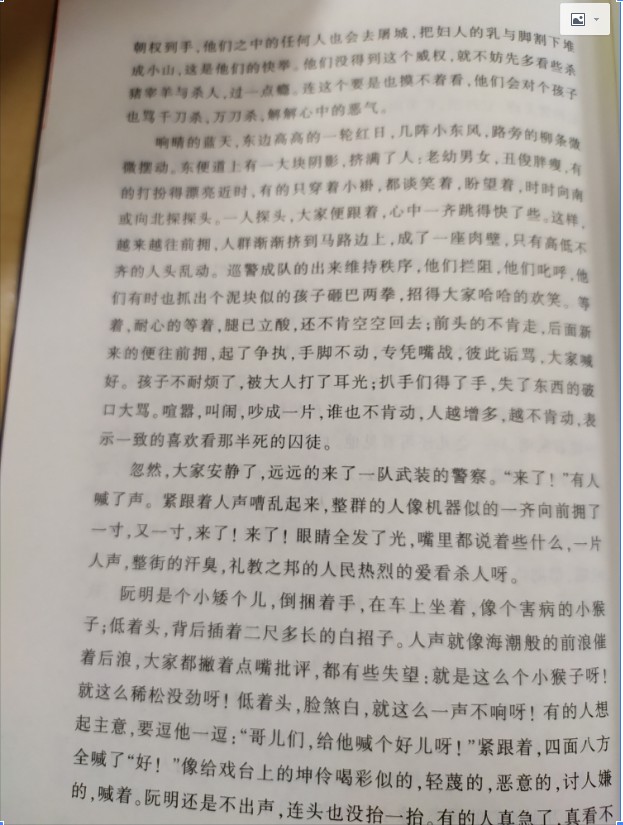 朝权到手,他们之中的任何人也会去屠城,把妇人的乳与脚割下堆
成小山,这是他们的快举。他们没得到这个威权,就不妨先多看些杀
猪宰羊与杀人,过一点瘾。连这个要是也摸不着看,他们会对个孩子
也骂千刀杀,万刀杀,解解心中的恶气。
响晴的蓝天,东边高高的一轮红日,几阵小东风,路旁的柳条微
微摆动。东便道上有一大块阴影,挤满了人:老幼男女,丑俊胖瘦,有
的打扮得漂亮近时,有的只穿着小褂,都谈笑着,盼望着,时时向南
或向北探探头。一人探头,大家便跟着,心中一齐跳得快了些。这样,
越来越往前拥,人群渐渐挤到马路边上,成了一座肉壁,只有高低不
齐的人头乱动。巡警成队的出来维持秩序,他们拦阻,他们叱呼,他
们有时也抓出个泥块似的孩子砸巴两拳,招得大家哈哈的欢笑。等
着,耐心的等着,腿已立酸,还不肯空空回去;前头的不肯走,后面新
来的便往前拥,起了争执,手脚不动,专凭嘴战,彼此诟骂,大家喊
好。孩子不耐烦了,被大人打了耳光;扒手们得了手,失了东西的破
口大骂。喧嚣,叫闹,吵成一片,谁也不肯动,人越增多,越不肯动,表
示一致的喜欢看那半死的囚徒。
忽然,大家安静了,远远的来了一队武装的警察。“来了!”有人
喊了声。紧跟着人声嘈乱起来,整群的人像机器似的一齐向前拥了
一寸,又一寸,来了!来了!眼睛全发了光,嘴里都说着些什么,一片
人声,整街的汗臭,礼教之邦的人民热烈的爱看杀人呀。
阮明是个小矮个儿,倒捆着手,在车上坐着,像个害病的小猴
子;低着头,背后插着二尺多长的白招子。人声就像海潮般的前浪催
着后浪,大家都撇着点嘴批评,都有些失望:就是这么个小猴子呀!
就这么稀松没劲呀!低着头,脸煞白,就这么一声不响呀!有的人想
起主意,要逗他一逗:“哥儿们,给他喊个好儿呀!”紧跟着,四面八方
全喊了“好!”像给戏台上的坤伶喝彩似的,轻蔑的,恶意的,讨人嫌
的,喊着。阮明还是不出声,连头也没抬一抬。有的人真急了,真看不